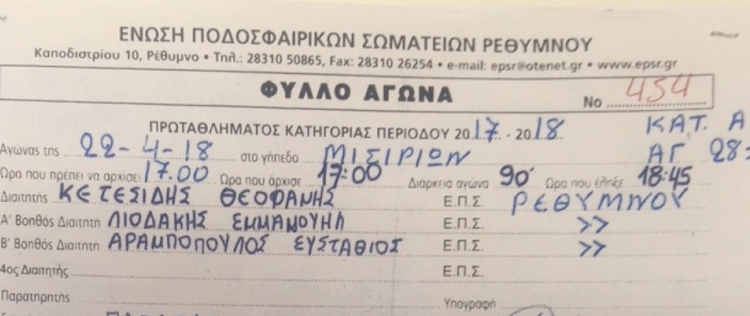 ΕΝΩΣΗ ΠΟΔΟΣΦΑΙΡΙΚΩΝ ΣΩΜΑΤΕΙΩΝ ΡΕΘΥΜΝΟΥ
Καποδιστρίου 10, Ρέθυμνο • Τηλ.: 28310 50865, Fax: 28310 26254 • e-mail: epsr@otenet.gr • www.epsr.gr
ΦΥΛΛΟ ΑΓΩΝΑ Νο 454
ΠΡΩΤΑΘΛΗΜΑΤΟΣ ΚΑΤΗΓΟΡΙΑΣ ΠΕΡΙΟΔΟΥ 2017 - 2018. ΚΑΤ. Α
Αγώνας της 22-4-18 στο γήπεδο ΜΙΣΙΡΙΩΝ ΑΓ 28=
Ώρα που πρέπει να αρχίσει 17.00 Ώρα που άρχισε 17:00 Διάρκεια αγώνα 90' Ώρα που έληξε 18:45
Διαιτητής ΚΕΤΕΣΙΔΗΣ ΘΕΟΦΑΝΗΣ Ε.Π.Σ. ΡΕΘΥΜΝΟΥ
Α' Βοηθός Διαιτητή ΛΙΟΔΑΚΗΣ ΕΜΜΑΝΟΥΗΛ Ε.Π.Σ. >>
Β' Βοηθός Διαιτητή ΑΡΑΜΠΟΠΟΥΛΟΣ ΕΥΣΤΑΘΙΟΣ Ε.Π.Σ. >>
4ος Διαιτητής Ε.Π.Σ.
Παρατηρητής Υπογραφή